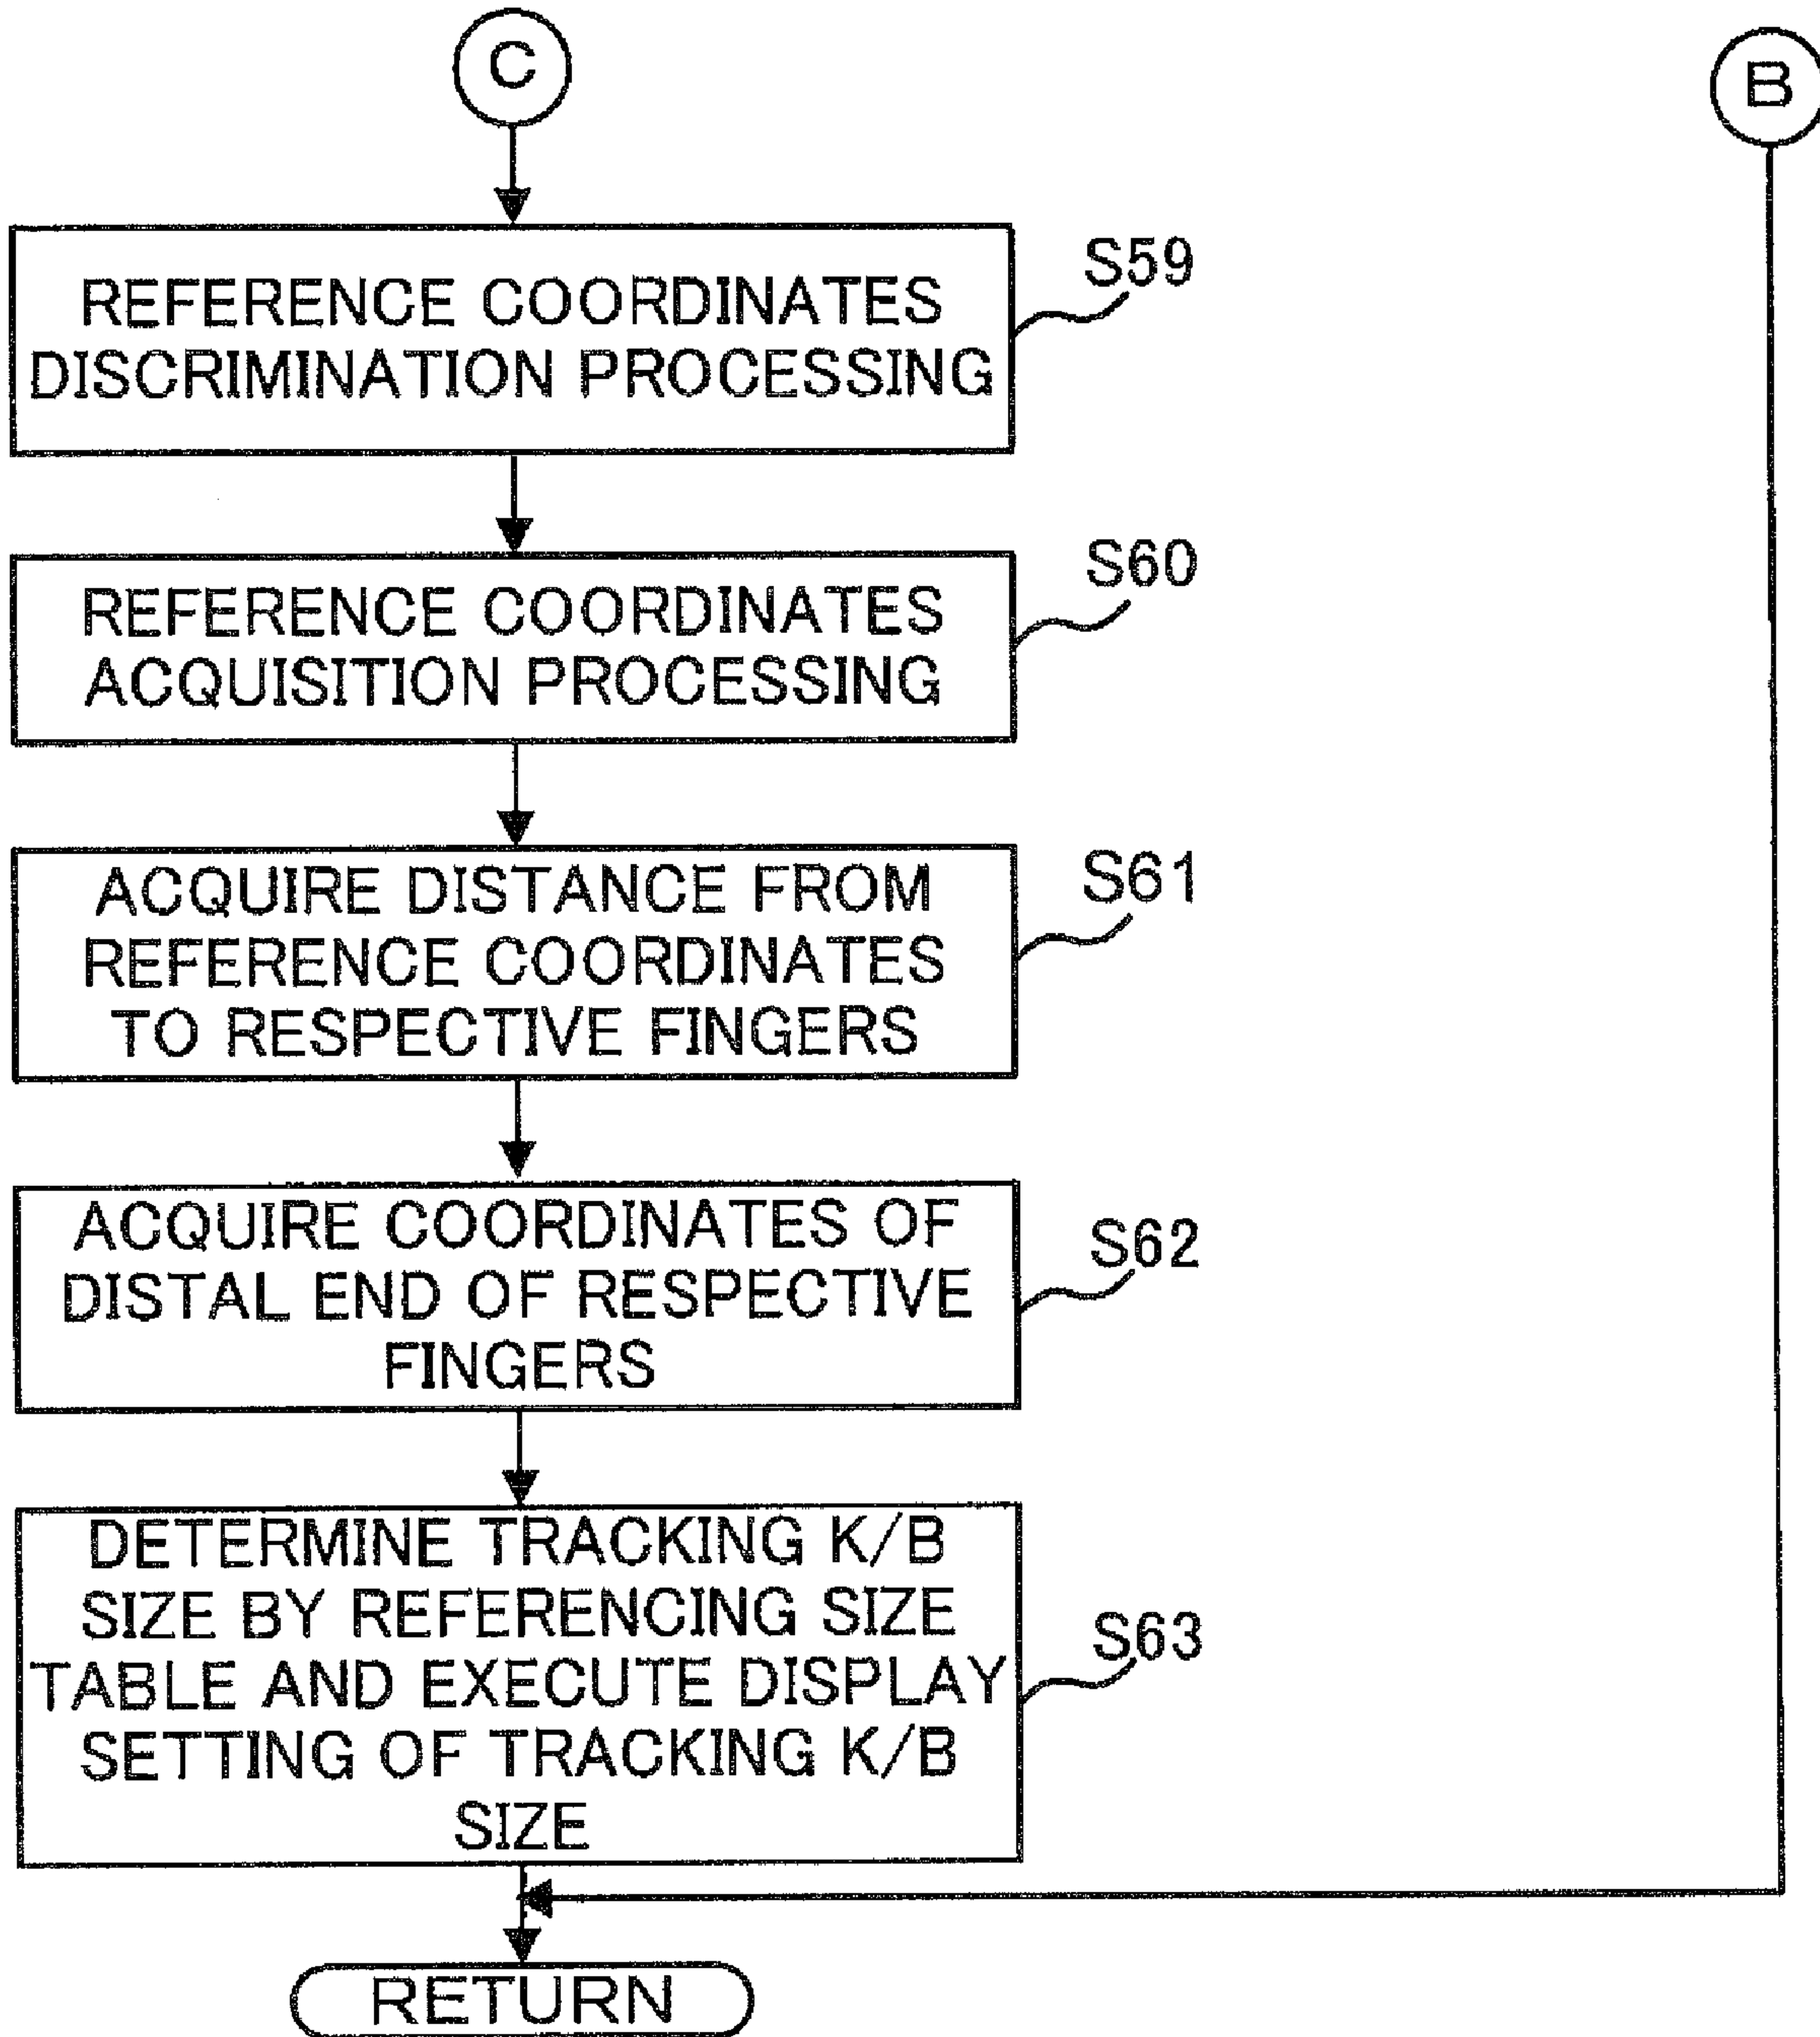 C
B
REFERENCE COORDINATES
DISCRIMINATION PROCESSING
S59
REFERENCE COORDINATES
ACQUISITION PROCESSING
S60
ACQUIRE DISTANCE FROM
REFERENCE COORDINATES
TO RESPECTIVE FINGERS
S61
ACQUIRE COORDINATES OF
DISTAL END OF RESPECTIVE
FINGERS
S62
DETERMINE TRACKING K/B
SIZE BY REFERENCING SIZE
TABLE AND EXECUTE DISPLAY
SETTING OF TRACKING K/B
SIZE
S63
RETURN